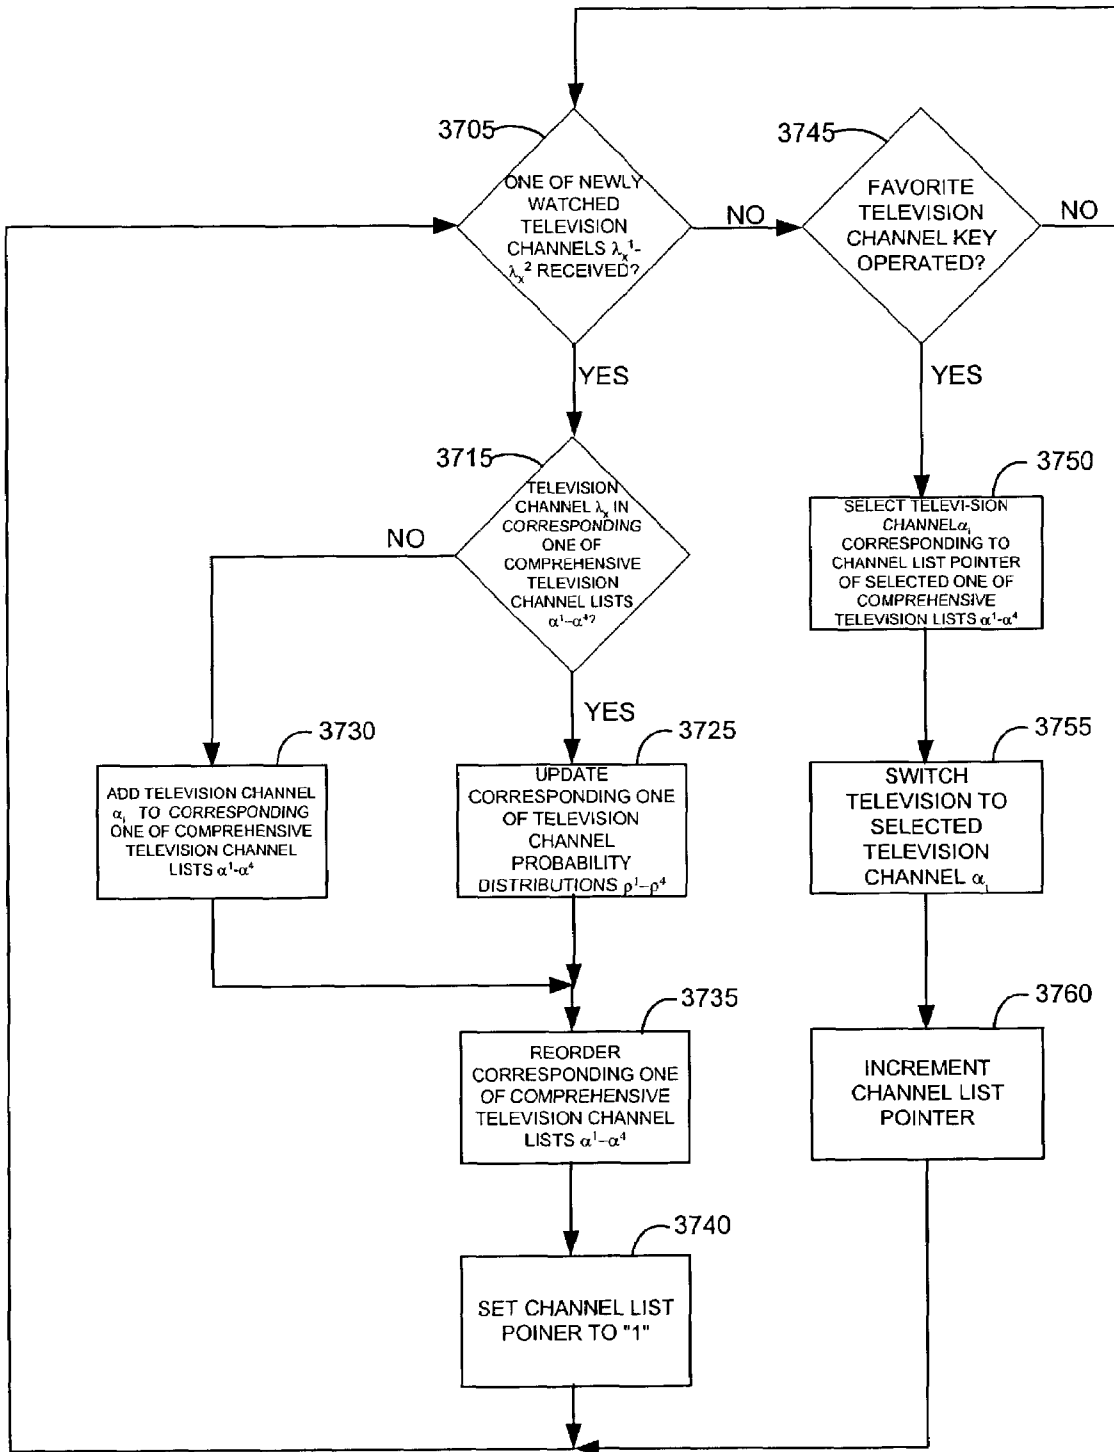 3705
ONE OF NEWLY
WATCHED
TELEVISION
CHANNELS λₓ¹-
λₓ² RECEIVED?
NO
YES
3745
FAVORITE
TELEVISION
CHANNEL KEY
OPERATED?
NO
YES
3715
TELEVISION
CHANNEL λₓ IN
CORRESPONDING
ONE OF
COMPREHENSIVE
TELEVISION
CHANNEL LISTS
α¹–α⁴?
NO
YES
3750
SELECT TELEVI-SION
CHANNELαᵢ
CORRESPONDING TO
CHANNEL LIST POINTER
OF SELECTED ONE OF
COMPREHENSIVE
TELEVISION LISTS α¹-α⁴
3730
ADD TELEVISION CHANNEL
αᵢ TO CORRESPONDING
ONE OF COMPREHENSIVE
TELEVISION CHANNEL
LISTS α¹-α⁴
3725
UPDATE
CORRESPONDING ONE
OF TELEVISION
CHANNEL
PROBABILITY
DISTRIBUTIONS ρ¹–ρ⁴
3755
SWITCH
TELEVISION TO
SELECTED
TELEVISION
CHANNEL αᵢ
3735
REORDER
CORRESPONDING ONE
OF COMPREHENSIVE
TELEVISION CHANNEL
LISTS α¹–α⁴
3760
INCREMENT
CHANNEL LIST
POINTER
3740
SET CHANNEL LIST
POINER TO "1"